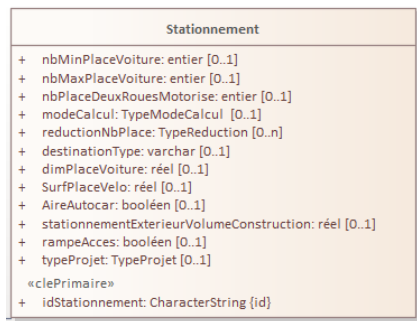 Stationnement
+ nbMinPlaceVoiture: entier [0..1]
+ nbMaxPlaceVoiture: entier [0..1]
+ nbPlaceDeuxRouesMotorise: entier [0..1]
+ modeCalcul: TypeModeCalcul [0..1]
+ reductionNbPlace: TypeReduction [0..n]
+ destinationType: varchar [0..1]
+ dimPlaceVoiture: réel [0..1]
+ SurfPlaceVelo: réel [0..1]
+ AireAutocar: booléen [0..1]
+ stationnementExterieurVolumeConstruction: réel [0..1]
+ rampeAcces: booléen [0..1]
+ typeProjet: TypeProjet [0..1]
«clePrimaire»
+ idStationnement: CharacterString {id}